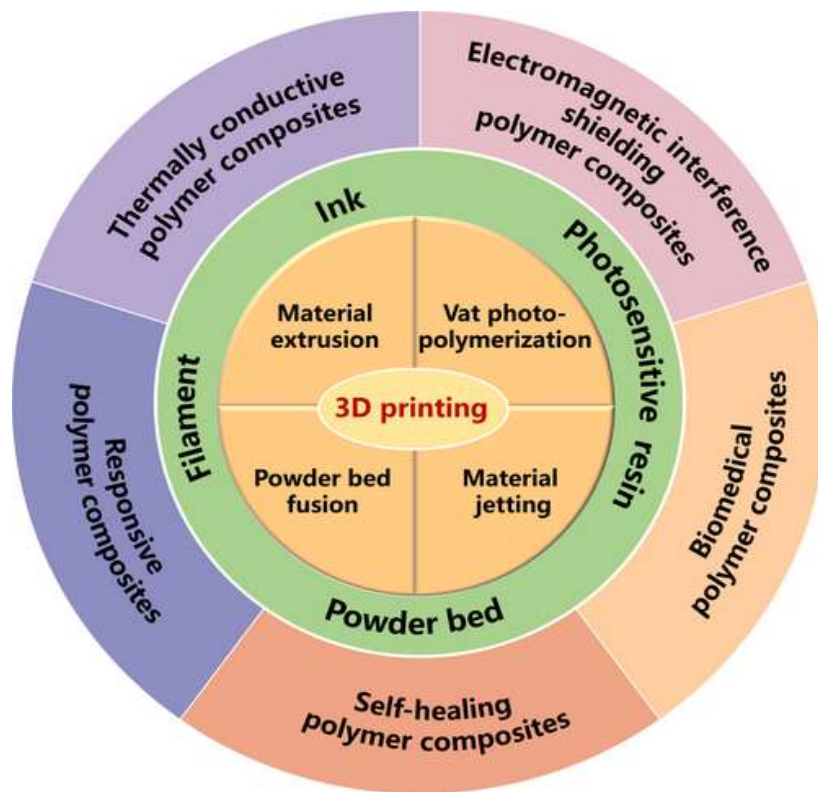 Thermally conductive
polymer composites
Electromagnetic interference
shielding
polymer composites
Ink
Photosensitive resin
Filament
Powder bed
Material
extrusion
Vat photo-
polymerization
3D printing
Powder bed
fusion
Material
jetting
Responsive
polymer composites
Biomedical
polymer composites
Self-healing
polymer composites